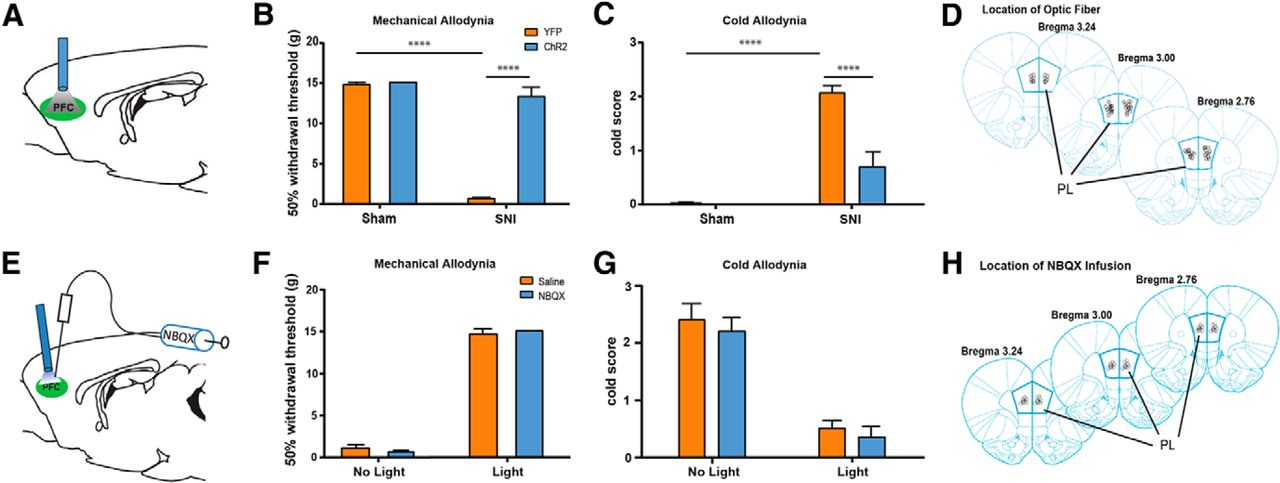 A
PFC
B
Mechanical Allodynia
YFP
ChR2
50% withdrawal threshold (g)
20
15
10
5
0
****
****
Sham
SNI
C
Cold Allodynia
cold score
3
2
1
0
****
****
Sham
SNI
D
Location of Optic Fiber
Bregma 3.24
Bregma 3.00
Bregma 2.76
PL
E
NBQX
PFC
F
Mechanical Allodynia
Saline
NBQX
50% withdrawal threshold (g)
20
15
10
5
0
No Light
Light
G
Cold Allodynia
cold score
3
2
1
0
No Light
Light
H
Location of NBQX Infusion
Bregma 2.76
Bregma 3.00
Bregma 3.24
PL